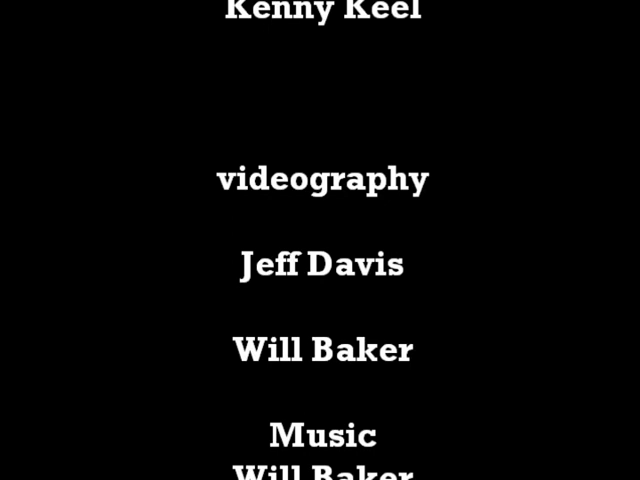 Kenny Keel
videography
Jeff Davis
Will Baker
Music
Will Baker